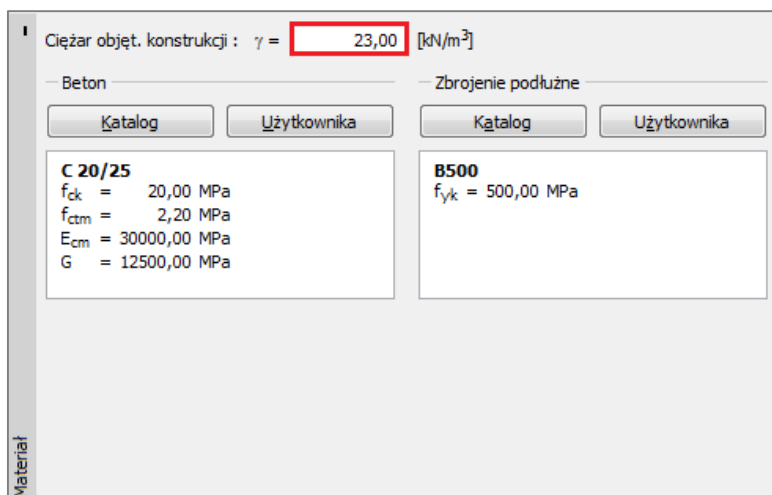 Ciężar objęt. konstrukcji : γ = 23,00 [kN/m³]
Beton
Katalog Użytkownika
C 20/25
fck = 20,00 MPa
fctm = 2,20 MPa
Ecm = 30000,00 MPa
G = 12500,00 MPa
Zbrojenie podłużne
Katalog Użytkownika
B500
fyk = 500,00 MPa
Materiał